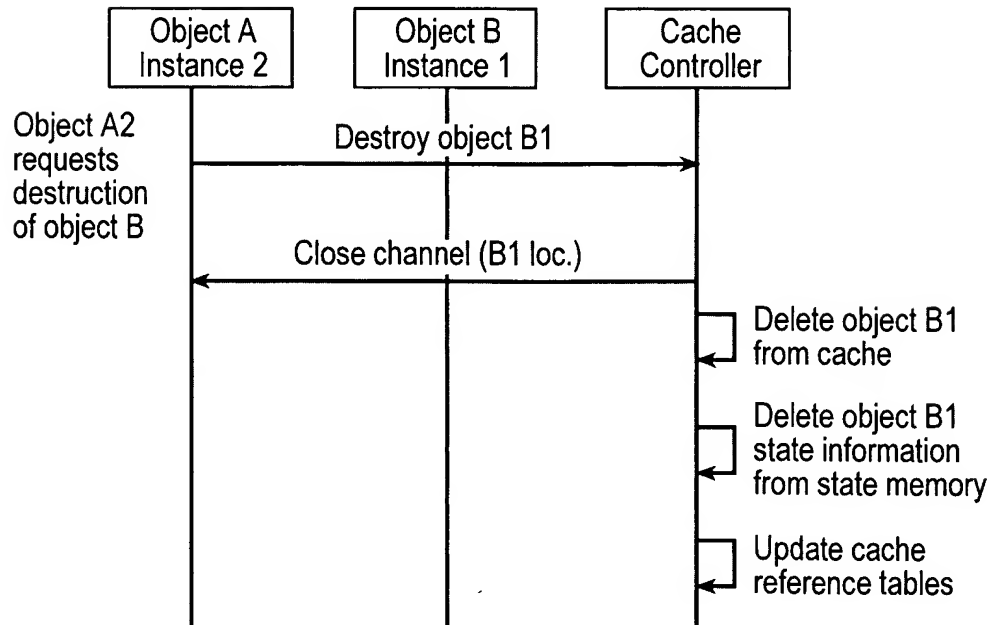 Object A
Instance 2
Object B
Instance 1
Cache
Controller
Object A2
requests
destruction
of object B
Destroy object B1
Close channel (B1 loc.)
Delete object B1
from cache
Delete object B1
state information
from state memory
Update cache
reference tables